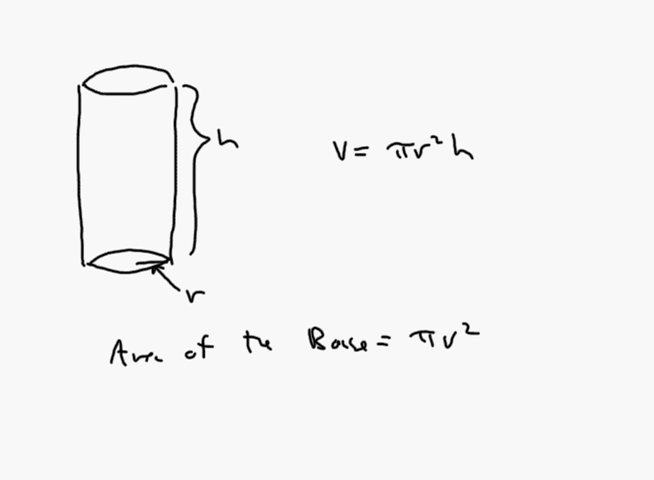 h
V = πr²h
r
Area of the Base = πr²